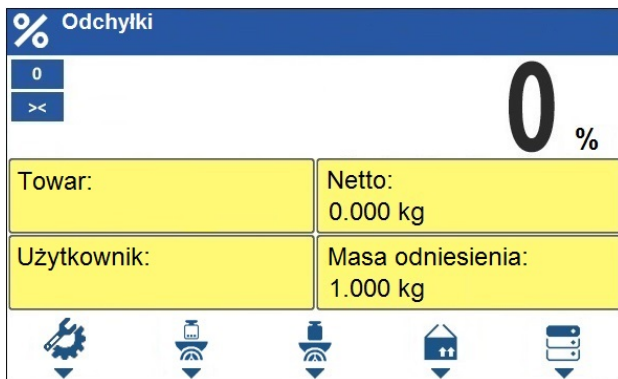 % Odchyłki
0
><
0 %
Towar:
Netto:
0.000 kg
Użytkownik:
Masa odniesienia:
1.000 kg